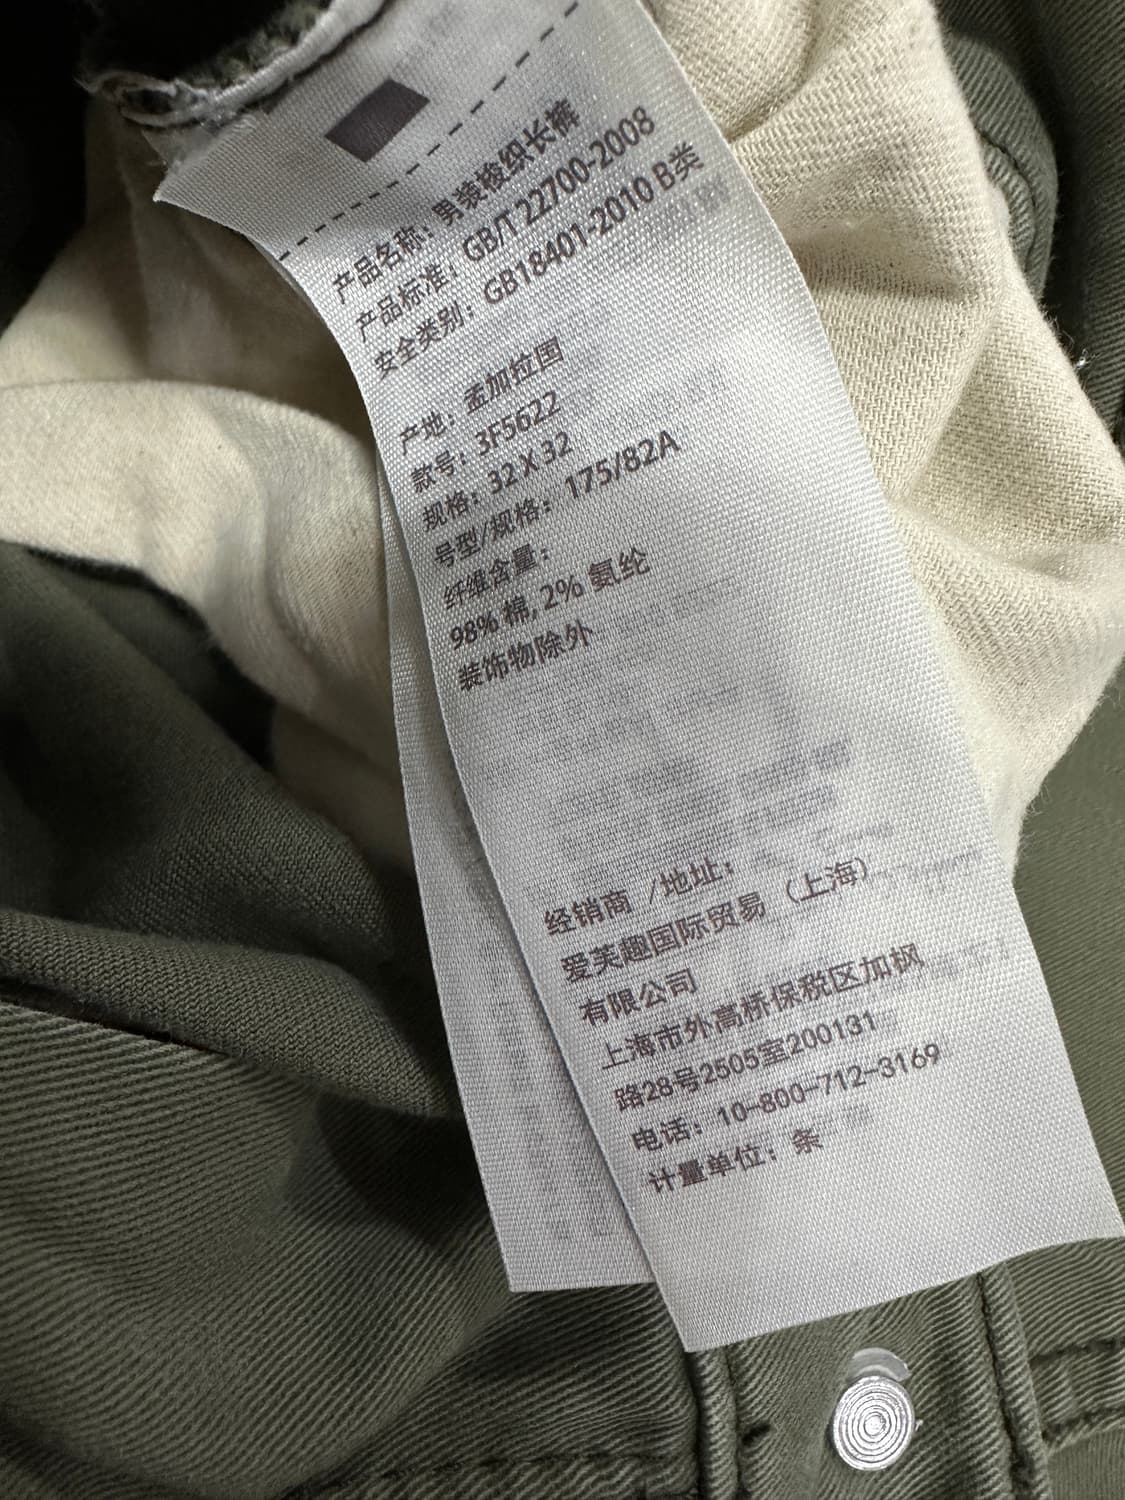 产品名称：男装梭织长裤
产品标准：GB/T 22700-2008
安全类别：GB18401-2010 B类
产地：孟加拉国
款号：3F5622
规格：32 X 32
号型/规格：175/82A
纤维含量：
98% 棉, 2% 氨纶
装饰物除外
经销商 /地址：
爱芙趣国际贸易（上海）
有限公司
上海市外高桥保税区加枫
路28号2505室200131
电话：10-800-712-3169
计量单位：条